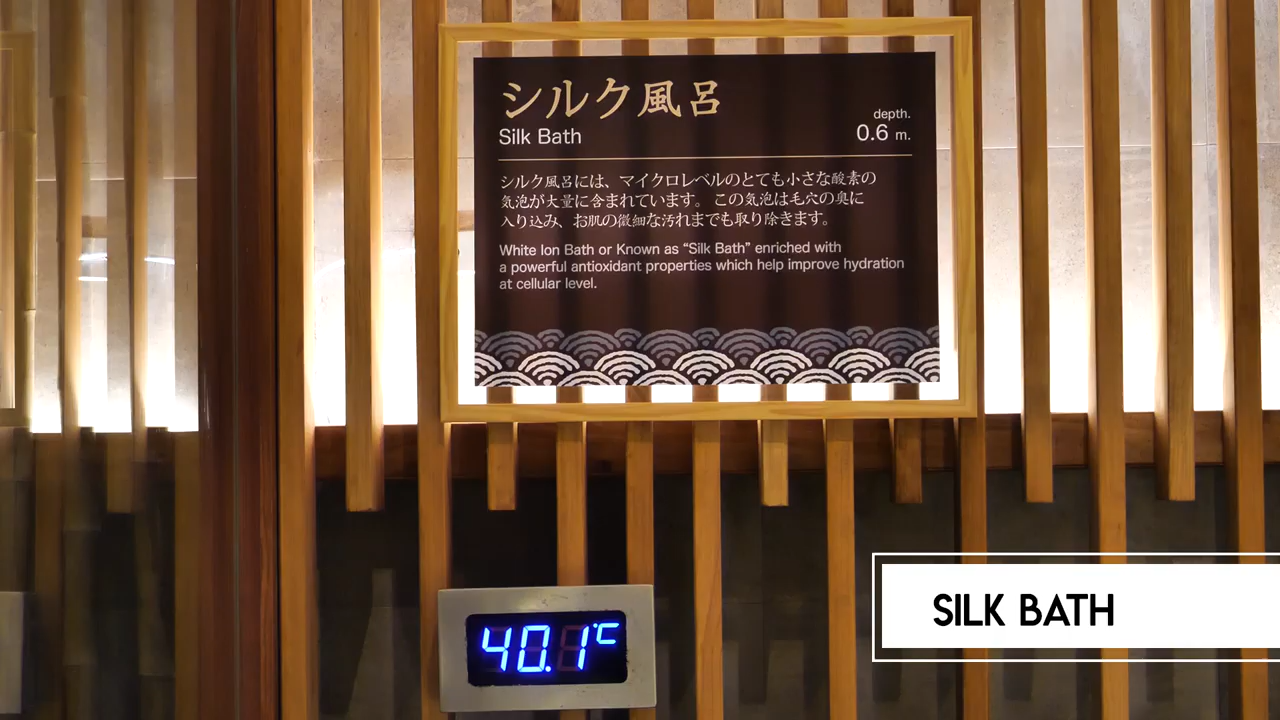 シルク風呂
Silk Bath
depth.
0.6 m.
シルク風呂には、マイクロレベルのとても小さな酸素の
気泡が大量に含まれています。この気泡は毛穴の奥に
入り込み、お肌の微細な汚れまでも取り除きます。
White Ion Bath or Known as “Silk Bath” enriched with
a powerful antioxidant properties which help improve hydration
at cellular level.
40.1℃
SILK BATH